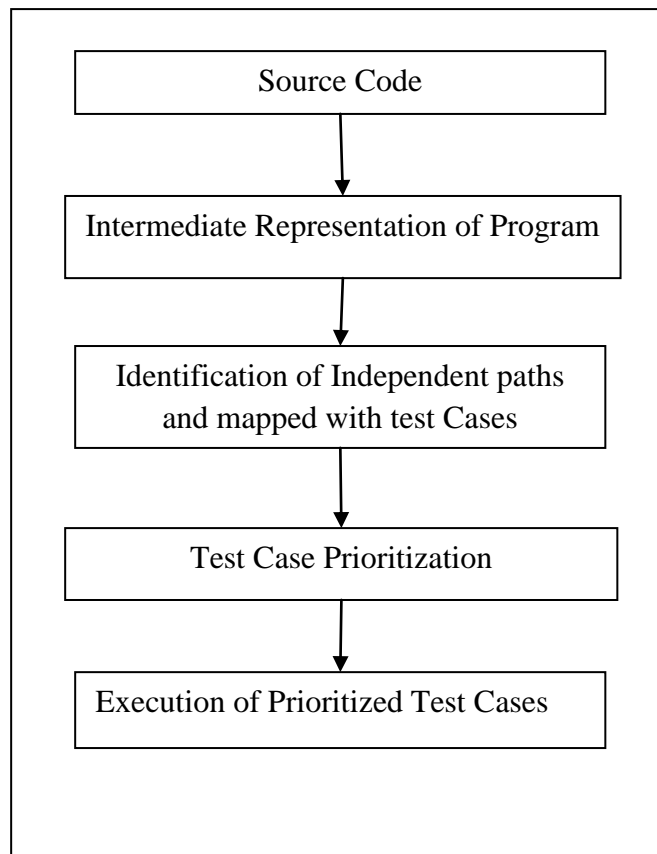 Source Code
Intermediate Representation of Program
Identification of Independent paths
and mapped with test Cases
Test Case Prioritization
Execution of Prioritized Test Cases